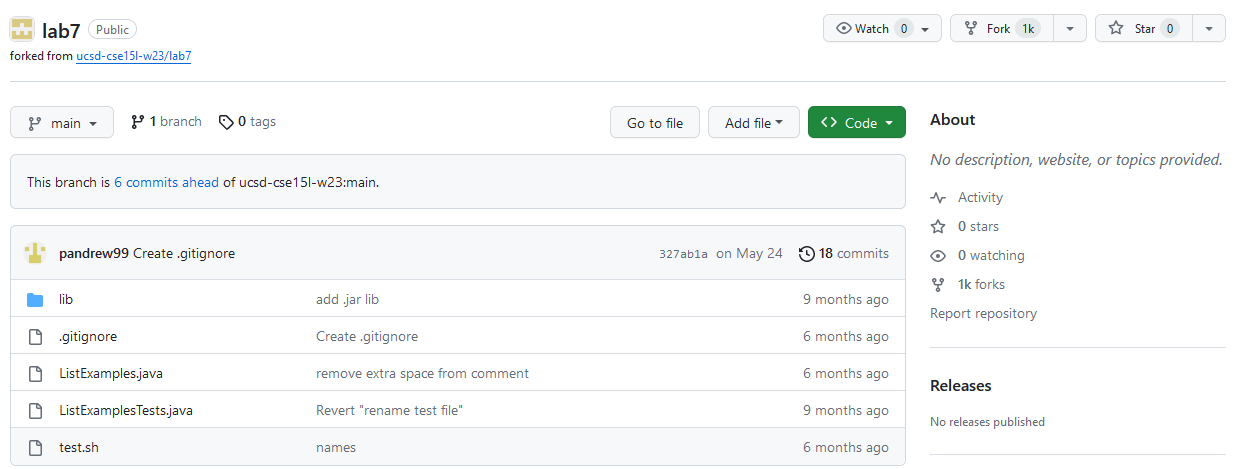 lab7 Public Watch 0 Fork 1k Star 0
forked from ucsd-cse15l-w23/lab7
main 1 branch 0 tags Go to file Add file Code
This branch is 6 commits ahead of ucsd-cse15l-w23:main.
pandrew99 Create .gitignore 327ab1a on May 24 18 commits
lib add .jar lib 9 months ago
.gitignore Create .gitignore 6 months ago
ListExamples.java remove extra space from comment 6 months ago
ListExamplesTests.java Revert "rename test file" 9 months ago
test.sh names 6 months ago
About
No description, website, or topics provided.
Activity
0 stars
0 watching
1k forks
Report repository
Releases
No releases published